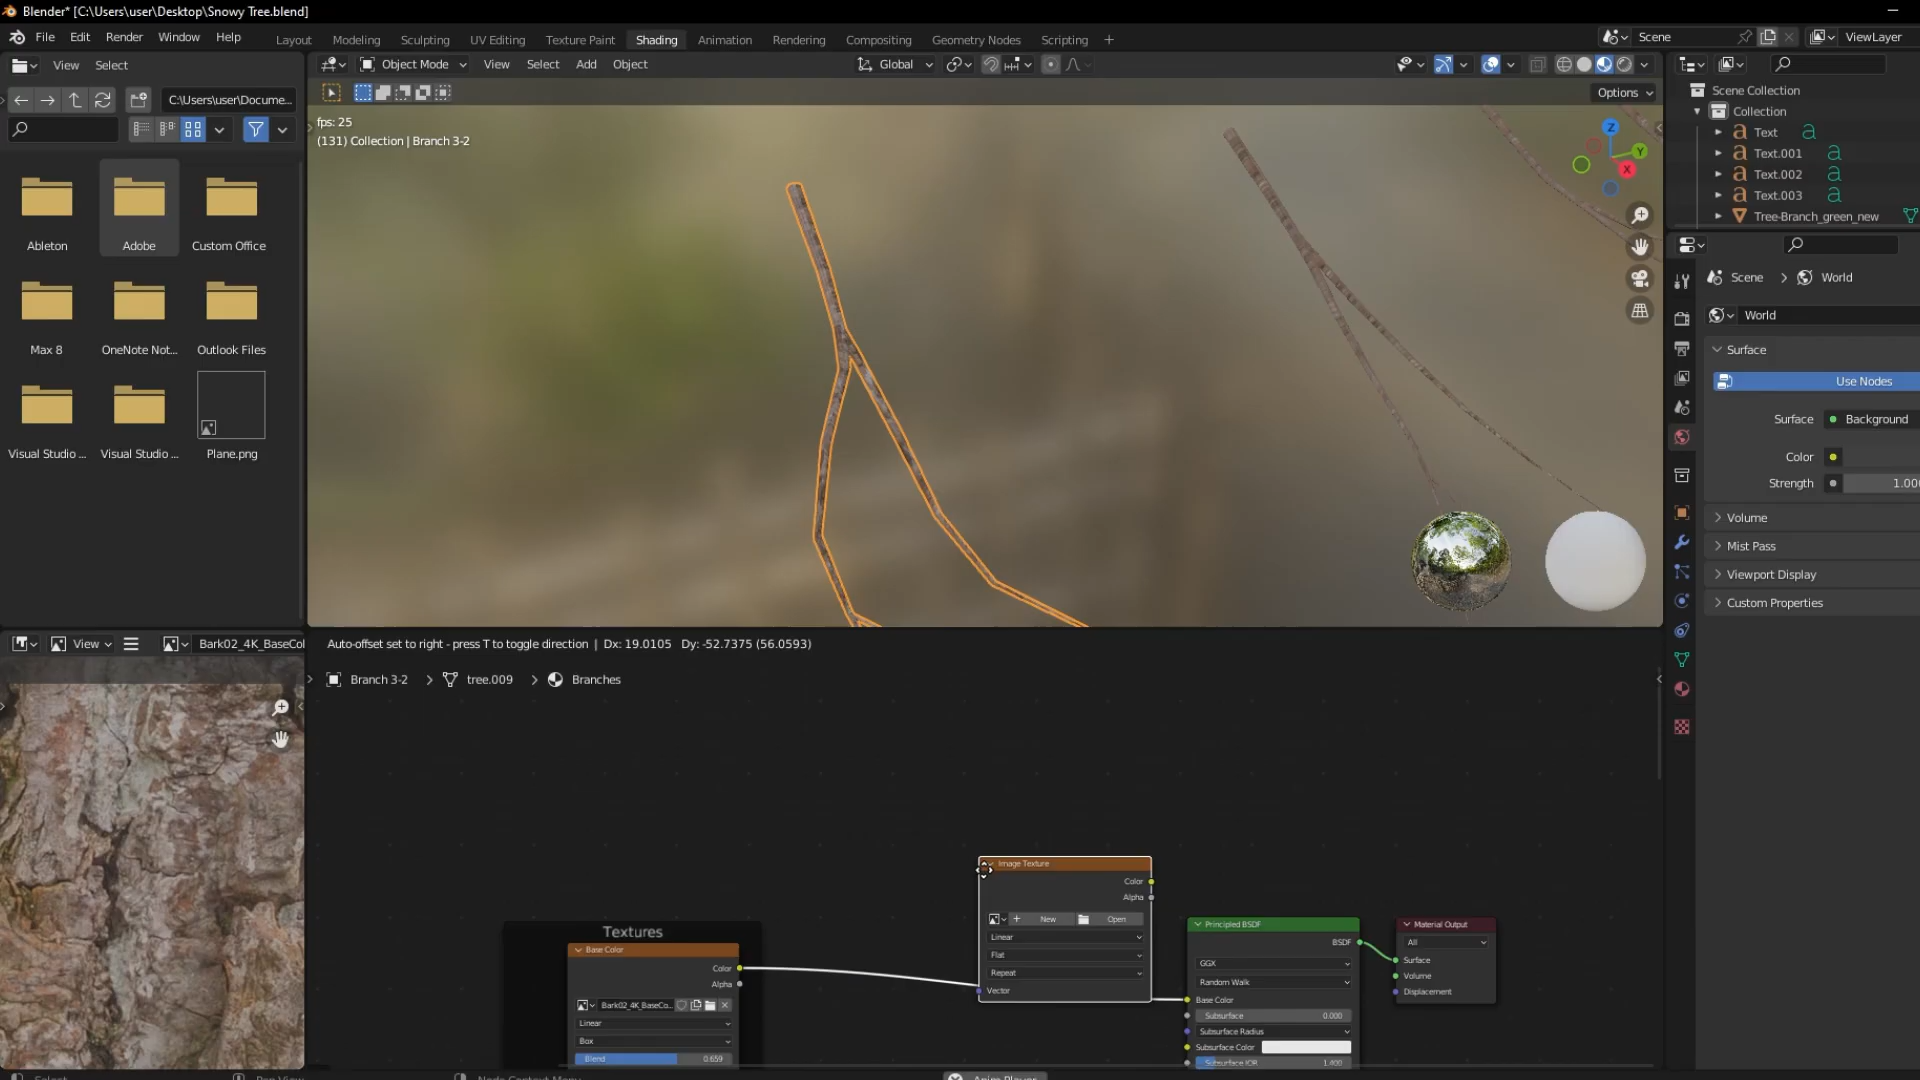 Blender* [C:\Users\user\Desktop\Snowy Tree.blend]
File Edit Render Window Help
Layout Modeling Sculpting UV Editing Texture Paint Shading Animation Rendering Compositing Geometry Nodes Scripting +
Scene
ViewLayer
View Select
Object Mode View Select Add Object
Global
C:\Users\user\Docume...
Options
fps: 25
(131) Collection | Branch 3-2
Z
Y
X
Ableton
Adobe
Custom Office
Max 8
OneNote Not...
Outlook Files
Visual Studio ...
Visual Studio ...
Plane.png
Scene Collection
Collection
Text
Text.001
Text.002
Text.003
Tree-Branch_green_new
Scene > World
World
Surface
Use Nodes
Surface Background
Color
Strength 1.00
Volume
Mist Pass
Viewport Display
Custom Properties
View
Bark02_4K_BaseCol
Auto-offset set to right - press T to toggle direction | Dx: 19.0105 Dy: -52.7375 (56.0593)
Branch 3-2 > tree.009 > Branches
Textures
Base Color
Color
Alpha
Bark02_4K_BaseCo...
Linear
Box
Blend 0.659
Image Texture
Color
Alpha
New Open
Linear
Flat
Repeat
Vector
Principled BSDF
BSDF
GGX
Random Walk
Base Color
Subsurface 0.000
Subsurface Radius
Subsurface Color
Subsurface IOR 1.400
Material Output
All
Surface
Volume
Displacement